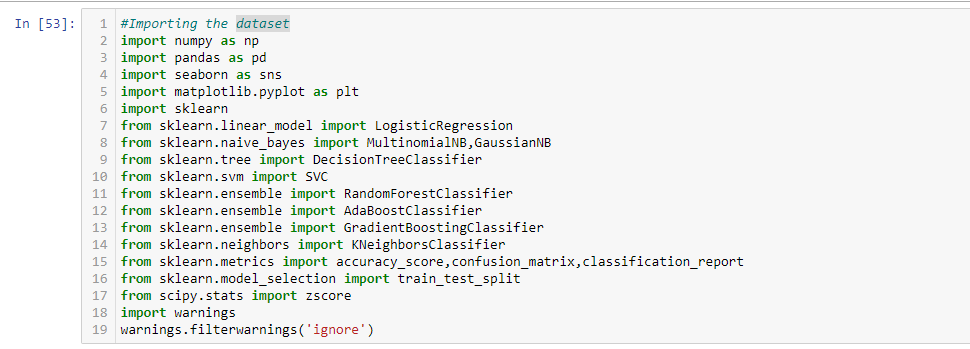 In [53]:
1 #Importing the dataset
2 import numpy as np
3 import pandas as pd
4 import seaborn as sns
5 import matplotlib.pyplot as plt
6 import sklearn
7 from sklearn.linear_model import LogisticRegression
8 from sklearn.naive_bayes import MultinomialNB,GaussianNB
9 from sklearn.tree import DecisionTreeClassifier
10 from sklearn.svm import SVC
11 from sklearn.ensemble import RandomForestClassifier
12 from sklearn.ensemble import AdaBoostClassifier
13 from sklearn.ensemble import GradientBoostingClassifier
14 from sklearn.neighbors import KNeighborsClassifier
15 from sklearn.metrics import accuracy_score,confusion_matrix,classification_report
16 from sklearn.model_selection import train_test_split
17 from scipy.stats import zscore
18 import warnings
19 warnings.filterwarnings('ignore')